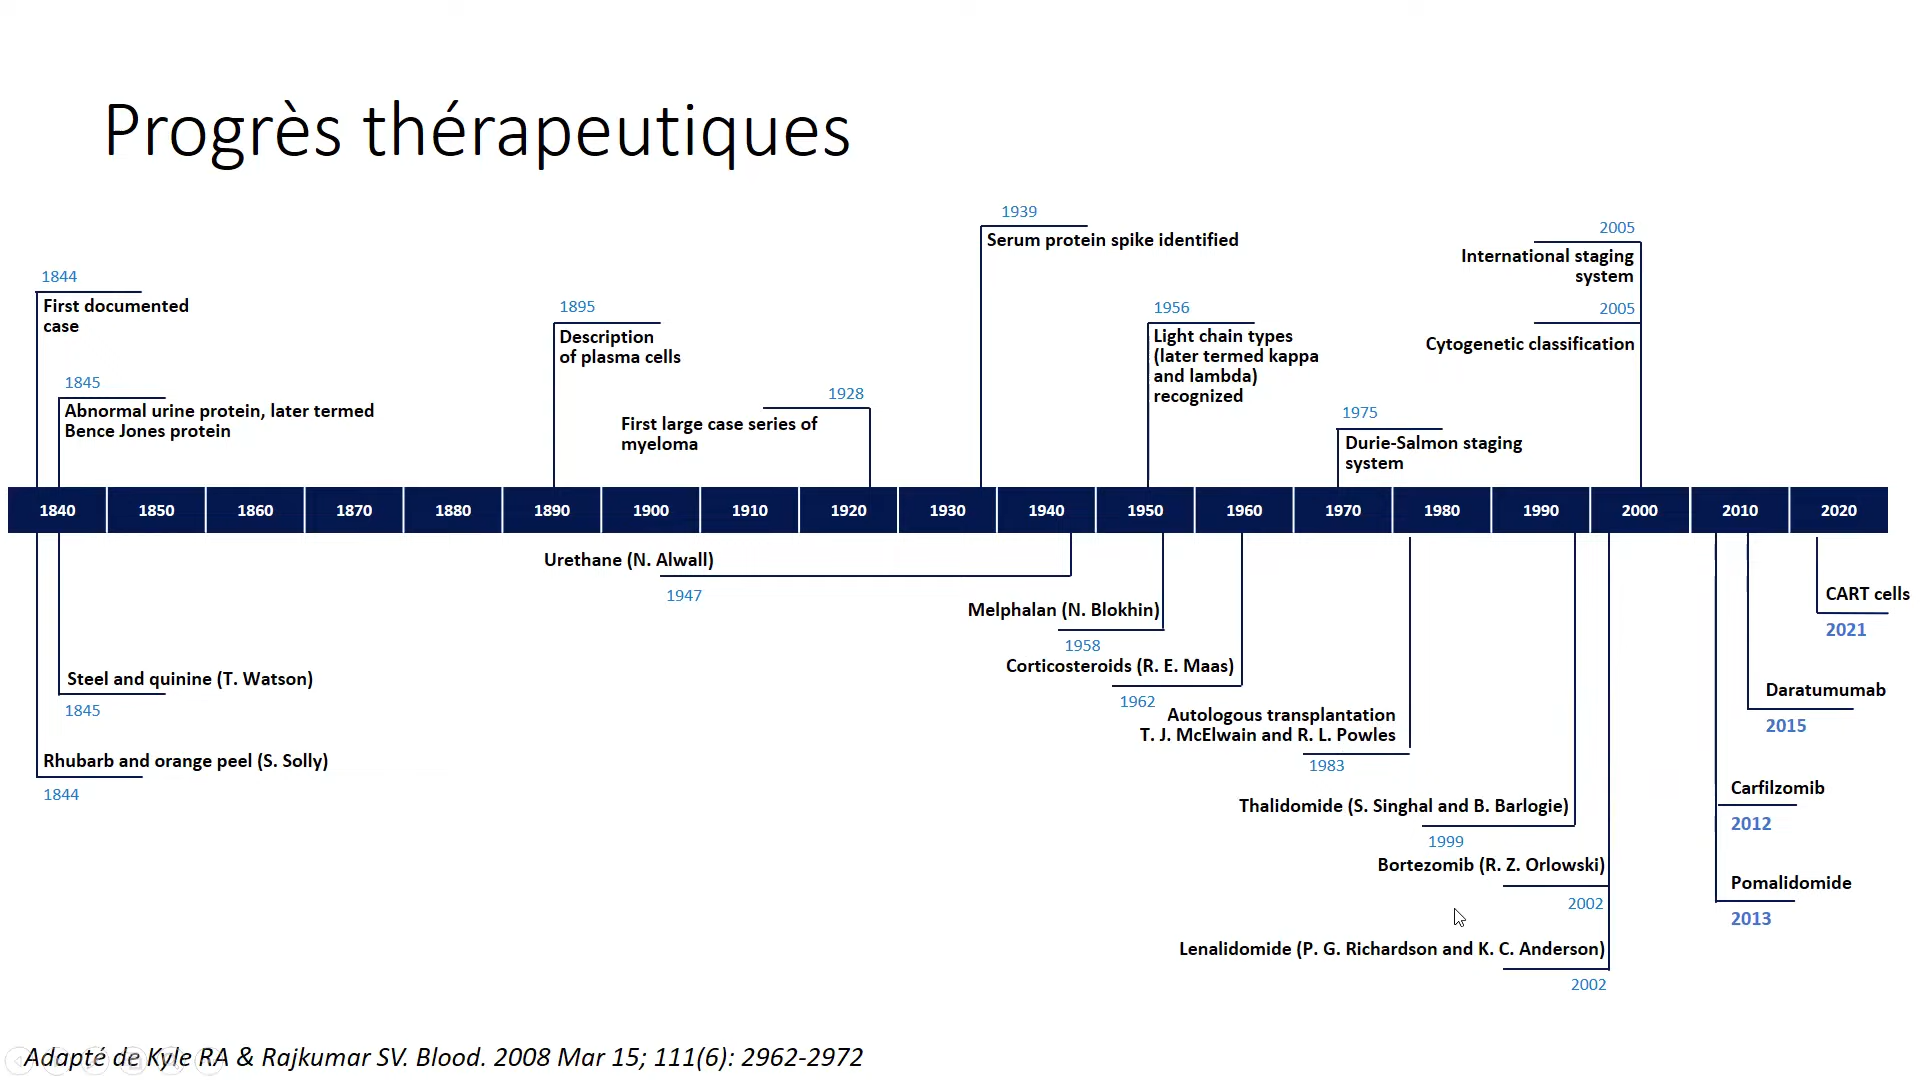 Progrès thérapeutiques
1939
Serum protein spike identified
2005
International staging
system
1844
First documented
case
1895
Description
of plasma cells
1956
Light chain types
(later termed kappa
and lambda)
recognized
2005
Cytogenetic classification
1845
Abnormal urine protein, later termed
Bence Jones protein
1928
First large case series of
myeloma
1975
Durie-Salmon staging
system
1840 1850 1860 1870 1880 1890 1900 1910 1920 1930 1940 1950 1960 1970 1980 1990 2000 2010 2020
Urethane (N. Alwall)
1947
Melphalan (N. Blokhin)
1958
Corticosteroids (R. E. Maas)
1962
Autologous transplantation
T. J. McElwain and R. L. Powles
1983
Thalidomide (S. Singhal and B. Barlogie)
1999
Bortezomib (R. Z. Orlowski)
2002
Lenalidomide (P. G. Richardson and K. C. Anderson)
2002
Steel and quinine (T. Watson)
1845
Rhubarb and orange peel (S. Solly)
1844
CART cells
2021
Daratumumab
2015
Carfilzomib
2012
Pomalidomide
2013
Adapté de Kyle RA & Rajkumar SV. Blood. 2008 Mar 15; 111(6): 2962-2972